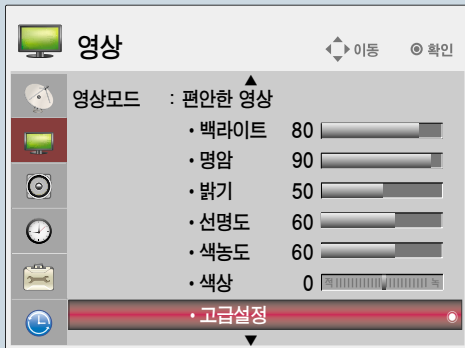 영상 이동 확인
영상모드 : 편안한 영상
• 백라이트 80
• 명암 90
• 밝기 50
• 선명도 60
• 색농도 60
• 색상 0 적 녹
• 고급설정